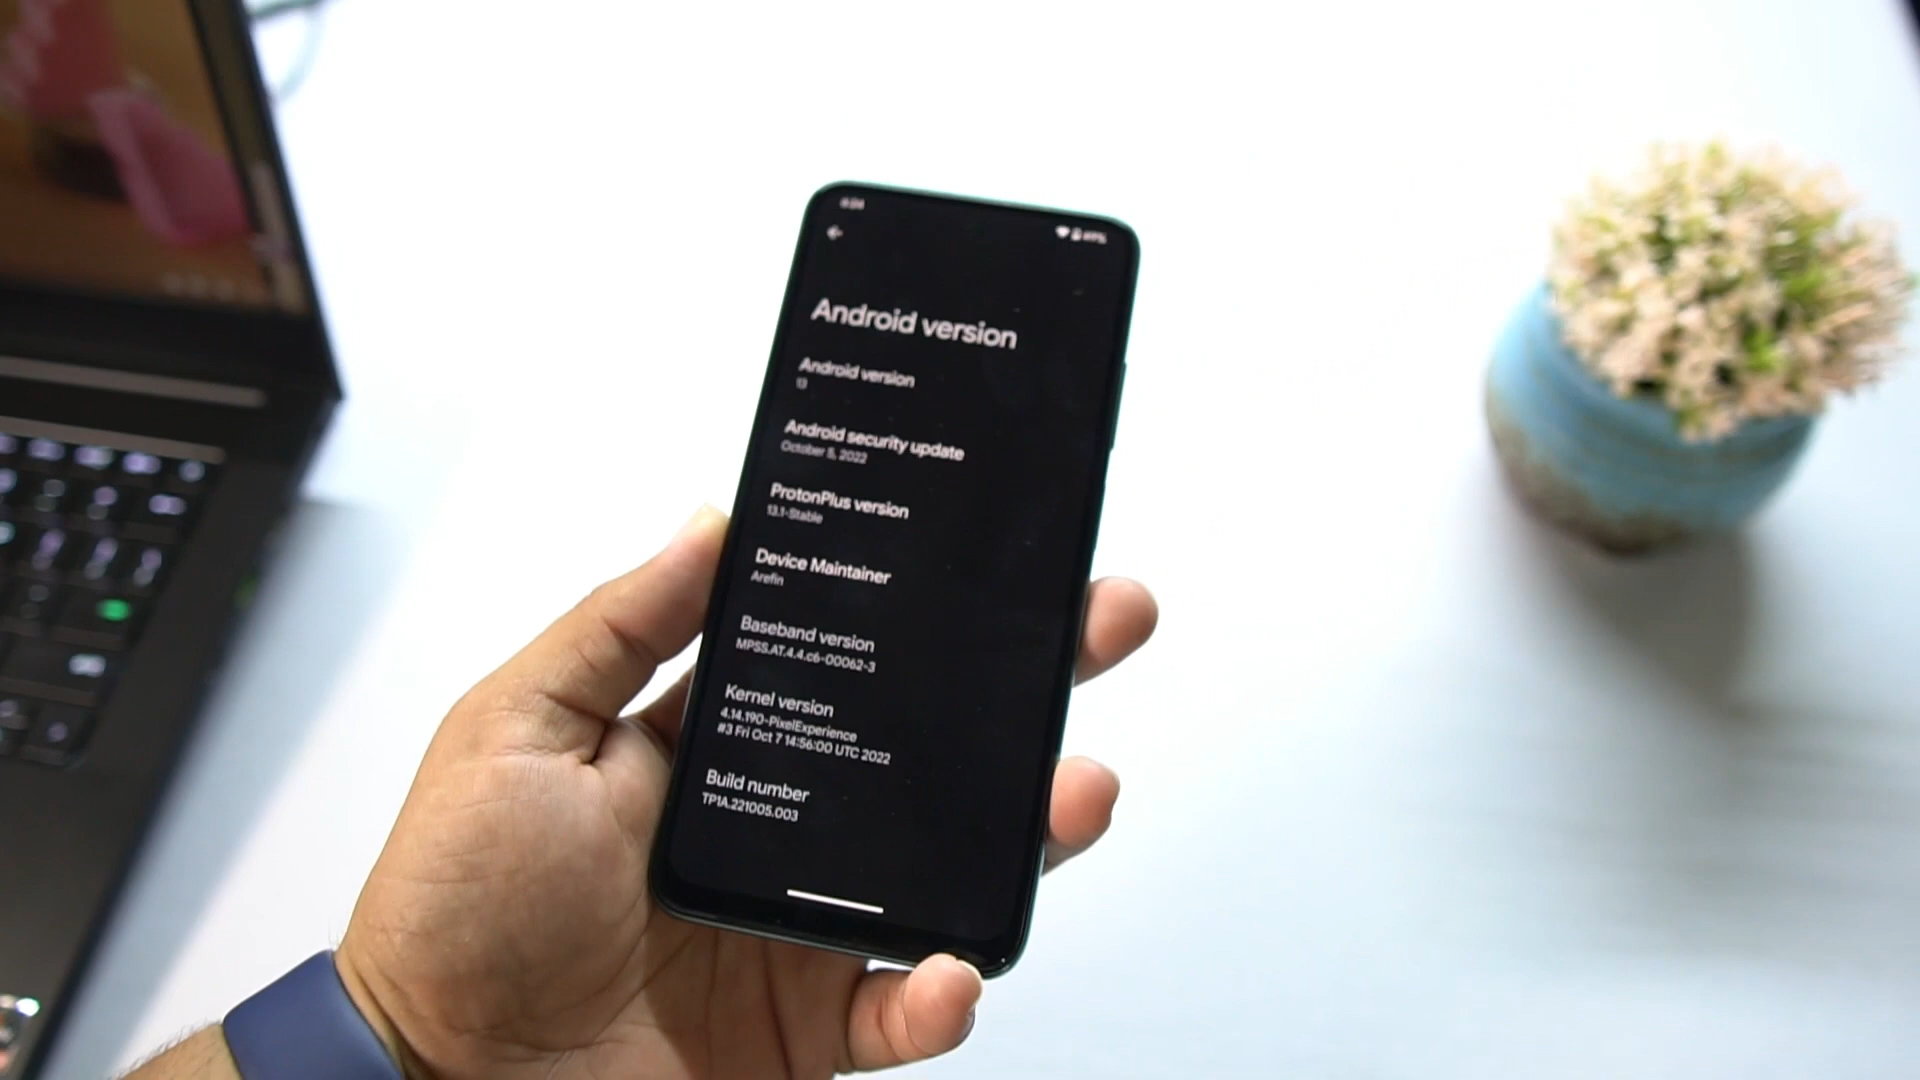 Android version
Android version
13
Android security update
October 5, 2022
ProtonPlus version
13.1-Stable
Device Maintainer
Arefin
Baseband version
MPSS.AT.4.4.c6-00062-3
Kernel version
4.14.190-PixelExperience
#3 Fri Oct 7 14:56:00 UTC 2022
Build number
TP1A.221005.003